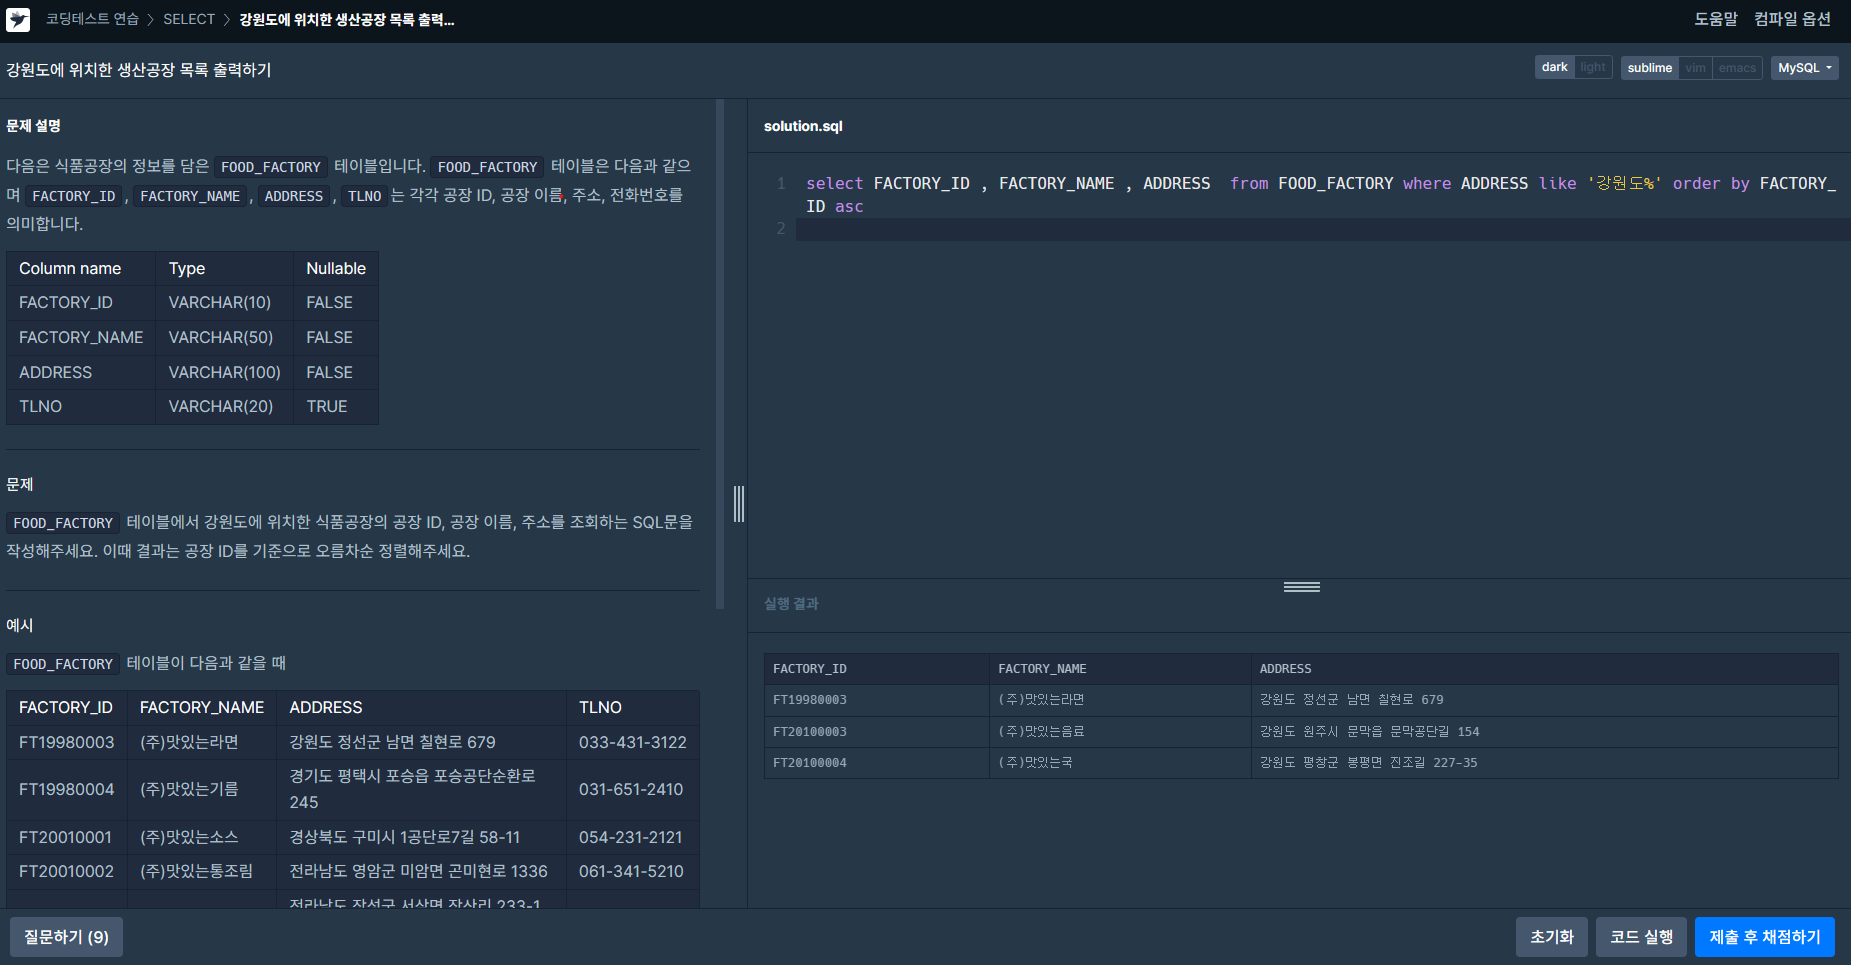 코딩테스트 연습 > SELECT > 강원도에 위치한 생산공장 목록 출력...
도움말 컴파일 옵션
강원도에 위치한 생산공장 목록 출력하기
dark light sublime vim emacs MySQL
문제 설명
다음은 식품공장의 정보를 담은 FOOD_FACTORY 테이블입니다. FOOD_FACTORY 테이블은 다음과 같으
며 FACTORY_ID, FACTORY_NAME, ADDRESS, TLNO는 각각 공장 ID, 공장 이름, 주소, 전화번호를
의미합니다.
Column name Type Nullable
FACTORY_ID VARCHAR(10) FALSE
FACTORY_NAME VARCHAR(50) FALSE
ADDRESS VARCHAR(100) FALSE
TLNO VARCHAR(20) TRUE
문제
FOOD_FACTORY 테이블에서 강원도에 위치한 식품공장의 공장 ID, 공장 이름, 주소를 조회하는 SQL문을
작성해주세요. 이때 결과는 공장 ID를 기준으로 오름차순 정렬해주세요.
예시
FOOD_FACTORY 테이블이 다음과 같을 때
FACTORY_ID FACTORY_NAME ADDRESS TLNO
FT19980003 (주)맛있는라면 강원도 정선군 남면 칠현로 679 033-431-3122
FT19980004 (주)맛있는기름 경기도 평택시 포승읍 포승공단순환로
245 031-651-2410
FT20010001 (주)맛있는소스 경상북도 구미시 1공단로7길 58-11 054-231-2121
FT20010002 (주)맛있는통조림 전라남도 영암군 미암면 곤미현로 1336 061-341-5210
전라남도 장성군 서삼면 장산리 233-1
solution.sql
1 select FACTORY_ID , FACTORY_NAME , ADDRESS  from FOOD_FACTORY where ADDRESS like '강원도%' order by FACTORY_
ID asc
2
실행 결과
FACTORY_ID FACTORY_NAME ADDRESS
FT19980003 (주)맛있는라면 강원도 정선군 남면 칠현로 679
FT20100003 (주)맛있는음료 강원도 원주시 문막읍 문막공단길 154
FT20100004 (주)맛있는국 강원도 평창군 봉평면 진조길 227-35
질문하기 (9)
초기화 코드 실행 제출 후 채점하기